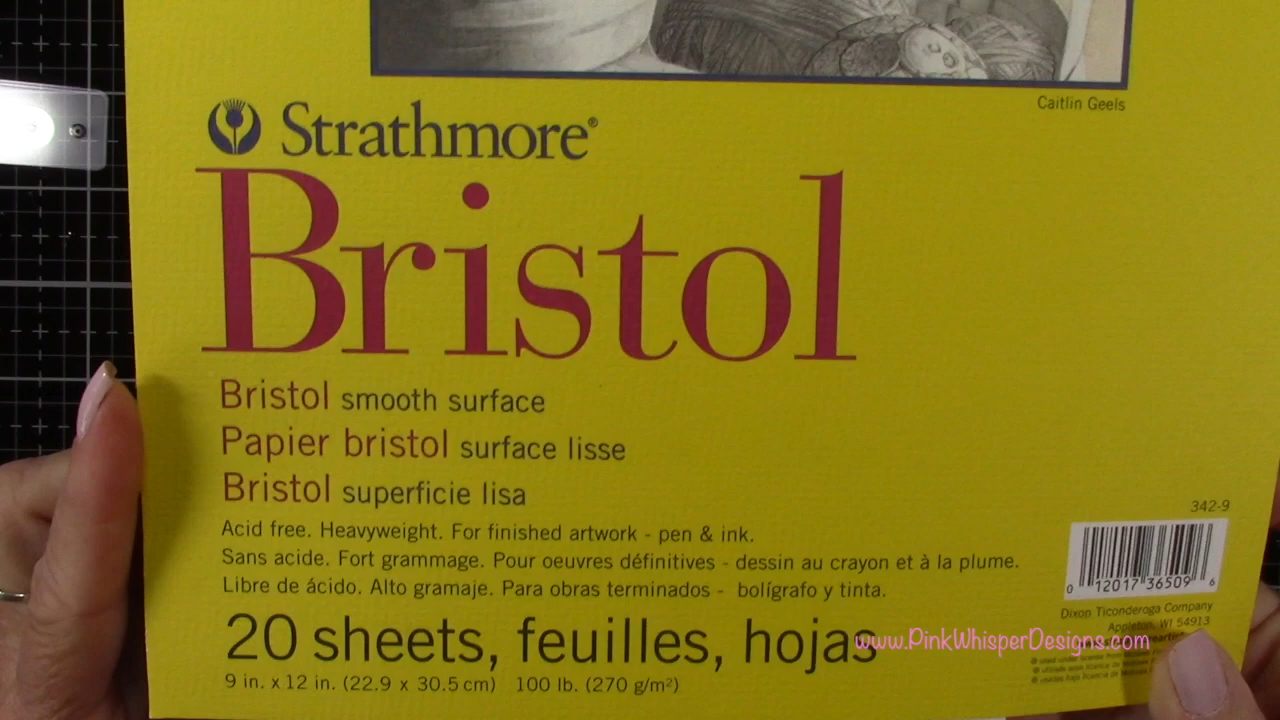 Caitlin Geels
Strathmore®
Bristol
Bristol smooth surface
Papier bristol surface lisse
Bristol superficie lisa
Acid free. Heavyweight. For finished artwork - pen & ink.
Sans acide. Fort grammage. Pour oeuvres définitives - dessin au crayon et à la plume.
Libre de ácido. Alto gramaje. Para obras terminados - bolígrafo y tinta.
20 sheets, feuilles, hojas
9 in. x 12 in. (22.9 x 30.5 cm) 100 lb. (270 g/m²)
342-9
0 12017 36509 6
Dixon Ticonderoga Company
Appleton, WI 54913
www.PinkWhisperDesigns.com